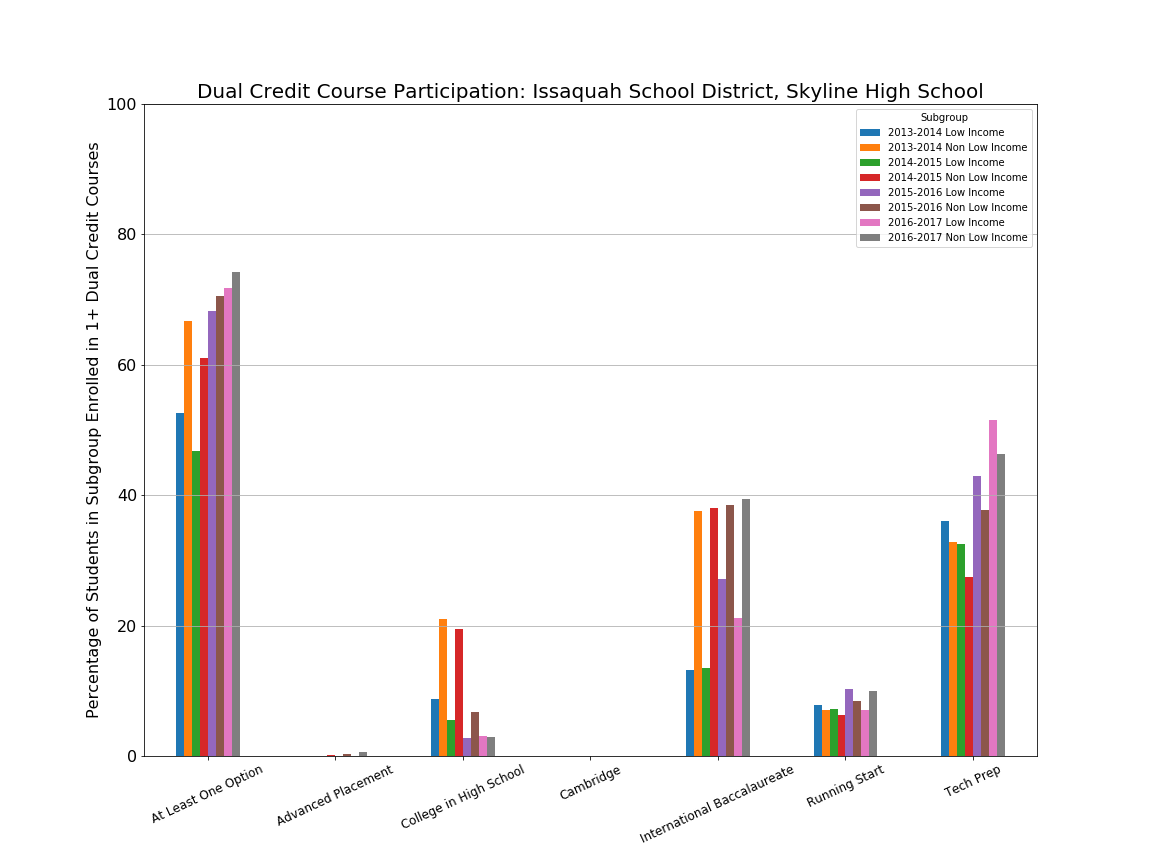 Dual Credit Course Participation: Issaquah School District, Skyline High School
Percentage of Students in Subgroup Enrolled in 1+ Dual Credit Courses
100
80
60
40
20
0
Subgroup
2013-2014 Low Income
2013-2014 Non Low Income
2014-2015 Low Income
2014-2015 Non Low Income
2015-2016 Low Income
2015-2016 Non Low Income
2016-2017 Low Income
2016-2017 Non Low Income
At Least One Option
Advanced Placement
College in High School
Cambridge
International Baccalaureate
Running Start
Tech Prep